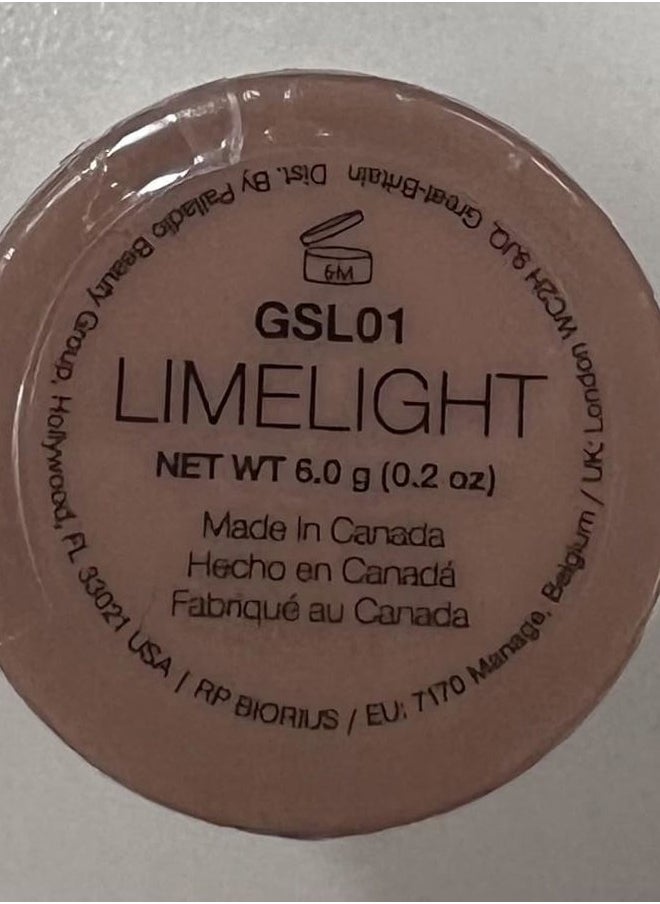 6M
GSL01
LIMELIGHT
NET WT 6.0 g (0.2 oz)
Made In Canada
Hecho en Canadá
Fabriqué au Canada
Dist. By Palladio Beauty Group, Hollywood, FL 33021 USA / RP BIORIUS / EU: 7170 Manage, Belgium / UK: London WC2H 9JQ, Great-Britain